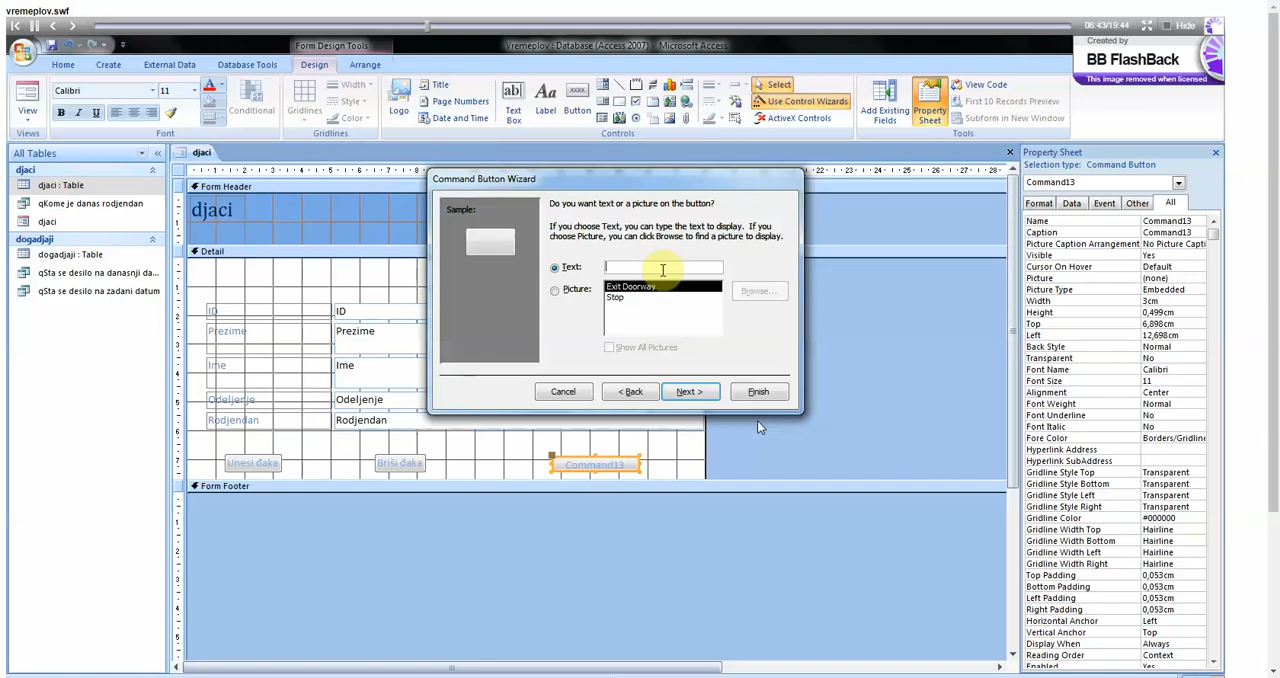 vremeplov.swf
06:43/19:44
Hide
Form Design Tools
Vremeplov : Database (Access 2007) - Microsoft Access
Created by
BB FlashBack
This image removed when licensed
Home Create External Data Database Tools Design Arrange
View
Views
Calibri 11
B I U
Conditional
Font
Gridlines
Width
Style
Color
Gridlines
Logo
Title
Page Numbers
Date and Time
Text Box
Label
Button
Controls
Select
Use Control Wizards
ActiveX Controls
Add Existing Fields
Property Sheet
View Code
First 10 Records Preview
Subform in New Window
Tools
All Tables
djaci
djaci : Table
qKome je danas rodjendan
djaci
dogadjaji
dogadjaji : Table
qSta se desilo na danasnji da...
qSta se desilo na zadani datum
djaci
Form Header
djaci
Detail
ID ID
Prezime Prezime
Ime Ime
Odeljenje Odeljenje
Rodjendan Rodjendan
Unesi đaka Briši đaka Command13
Form Footer
Command Button Wizard
Sample:
Do you want text or a picture on the button?
If you choose Text, you can type the text to display. If you
choose Picture, you can click Browse to find a picture to display.
Text:
Picture:
Exit Doorway
Stop
Browse...
Show All Pictures
Cancel < Back Next > Finish
Property Sheet
Selection type: Command Button
Command13
Format Data Event Other All
Name Command13
Caption Command13
Picture Caption Arrangement No Picture Capti
Visible Yes
Cursor On Hover Default
Picture (none)
Picture Type Embedded
Width 3cm
Height 0,499cm
Top 6,898cm
Left 12,698cm
Back Style Normal
Transparent No
Font Name Calibri
Font Size 11
Alignment Center
Font Weight Normal
Font Underline No
Font Italic No
Fore Color Borders/Gridline
Hyperlink Address
Hyperlink SubAddress
Gridline Style Top Transparent
Gridline Style Bottom Transparent
Gridline Style Left Transparent
Gridline Style Right Transparent
Gridline Color #000000
Gridline Width Top Hairline
Gridline Width Bottom Hairline
Gridline Width Left Hairline
Gridline Width Right Hairline
Top Padding 0,053cm
Bottom Padding 0,053cm
Left Padding 0,053cm
Right Padding 0,053cm
Horizontal Anchor Left
Vertical Anchor Top
Display When Always
Reading Order Context
Enabled Yes